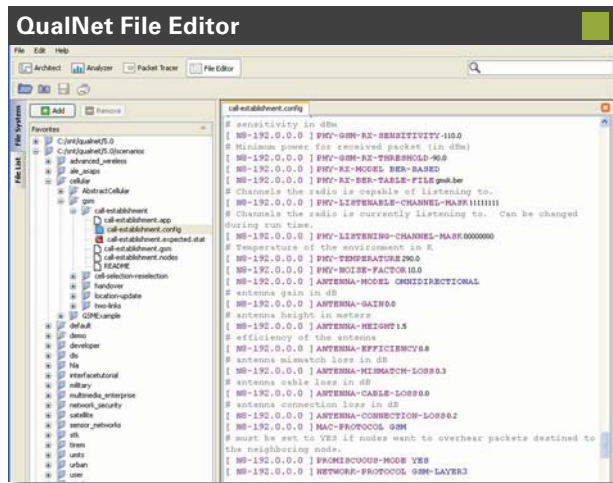 QualNet File Editor
File Edit Help
Architect Analyzer Packet Tracer File Editor
File System
File List
Add Remove
Favorites
C:/snt/qualnet/5.0
C:/snt/qualnet/5.0/scenarios
advanced_wireless
ale_asaps
cellular
AbstractCellular
gsm
call-establishment
call-establishment.app
call-establishment.config
call-establishment.expected.stat
call-establishment.gsm
call-establishment.nodes
README
cell-selection-reselection
handover
location-update
two-links
GSMExample
default
demo
developer
dis
hla
interfacetutorial
military
multimedia_enterprise
network_security
satellite
sensor_networks
stk
tirem
units
urban
user
call-establishment.config
# sensitivity in dBm
[ N8-192.0.0.0 ] PHY-GSM-RX-SENSITIVITY -110.0
# Minimum power for received packet (in dBm)
[ N8-192.0.0.0 ] PHY-GSM-RX-THRESHOLD -90.0
[ N8-192.0.0.0 ] PHY-RX-MODEL BER-BASED
[ N8-192.0.0.0 ] PHY-RX-BER-TABLE-FILE gmsk.ber
# Channels the radio is capable of listening to.
[ N8-192.0.0.0 ] PHY-LISTENABLE-CHANNEL-MASK 11111111
# Channels the radio is currently listening to. Can be changed
during run time.
[ N8-192.0.0.0 ] PHY-LISTENING-CHANNEL-MASK 00000000
# Temperature of the environment in K
[ N8-192.0.0.0 ] PHY-TEMPERATURE 290.0
[ N8-192.0.0.0 ] PHY-NOISE-FACTOR 10.0
[ N8-192.0.0.0 ] ANTENNA-MODEL OMNIDIRECTIONAL
# antenna gain in dB
[ N8-192.0.0.0 ] ANTENNA-GAIN 0.0
# antenna height in meters
[ N8-192.0.0.0 ] ANTENNA-HEIGHT 1.5
# efficiency of the antenna
[ N8-192.0.0.0 ] ANTENNA-EFFICIENCY 0.8
# antenna mismatch loss in dB
[ N8-192.0.0.0 ] ANTENNA-MISMATCH-LOSS 0.3
# antenna cable loss in dB
[ N8-192.0.0.0 ] ANTENNA-CABLE-LOSS 0.0
# antenna connection loss in dB
[ N8-192.0.0.0 ] ANTENNA-CONNECTION-LOSS 0.2
[ N8-192.0.0.0 ] MAC-PROTOCOL GSM
# must be set to YES if nodes want to overhear packets destined to
the neighboring node.
[ N8-192.0.0.0 ] PROMISCUOUS-MODE YES
[ N8-192.0.0.0 ] NETWORK-PROTOCOL GSM-LAYER3